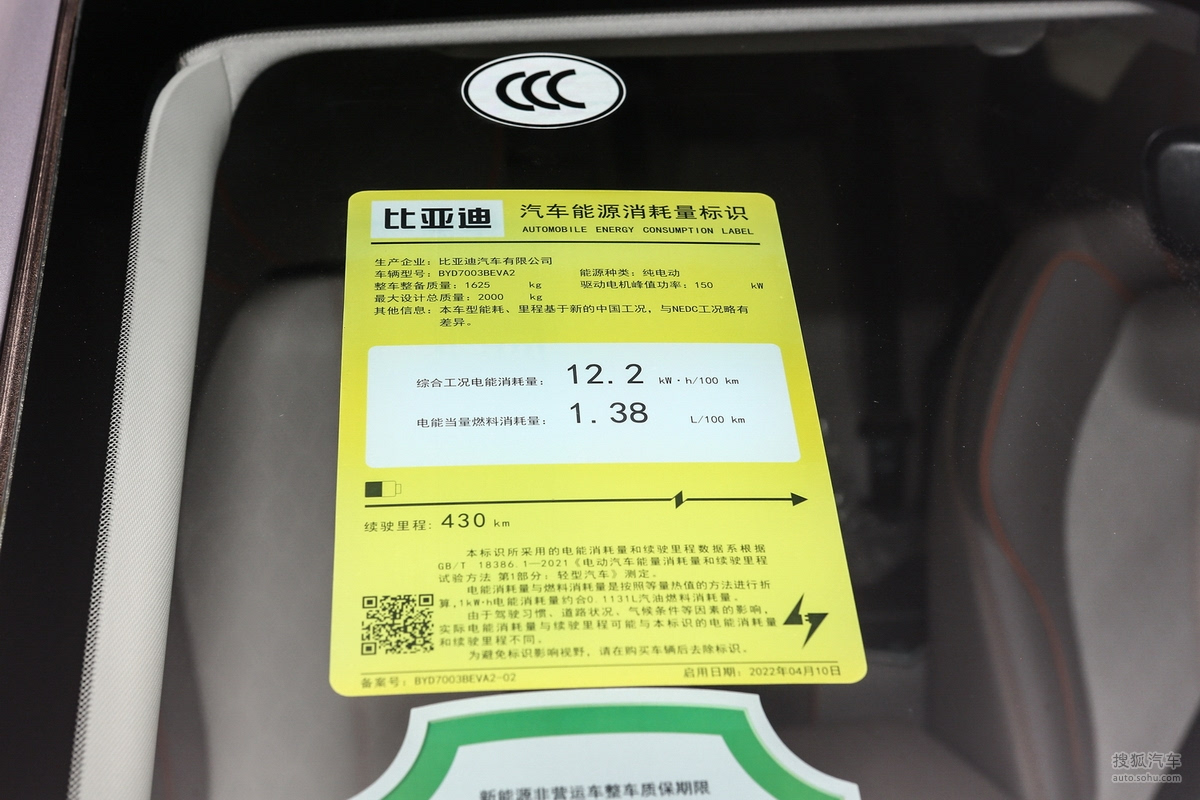 CCC
比亚迪 汽车能源消耗量标识
AUTOMOBILE ENERGY CONSUMPTION LABEL
生产企业：比亚迪汽车有限公司
车辆型号：BYD7003BEVA2 能源种类：纯电动
整车整备质量：1625 kg 驱动电机峰值功率：150 kW
最大设计总质量：2000 kg
其他信息：本车型能耗、里程基于新的中国工况，与NEDC工况略有
差异。
综合工况电能消耗量： 12.2 kW·h/100 km
电能当量燃料消耗量： 1.38 L/100 km
续驶里程：430 km
本标识所采用的电能消耗量和续驶里程数据系根据
GB/T 18386.1—2021《电动汽车能量消耗量和续驶里程
试验方法 第1部分：轻型汽车》测定。
电能消耗量与燃料消耗量是按照等量热值的方法进行折
算，1kW·h电能消耗量约合0.1131L汽油燃料消耗量。
由于驾驶习惯、道路状况、气候条件等因素的影响，
实际电能消耗量与续驶里程可能与本标识的电能消耗量
和续驶里程不同。
为避免标识影响视野，请在购买车辆后去除标识。
备案号：BYD7003BEVA2-02 启用日期：2022年04月10日
新能源非营运车整车质保期限
搜狐汽车
auto.sohu.com